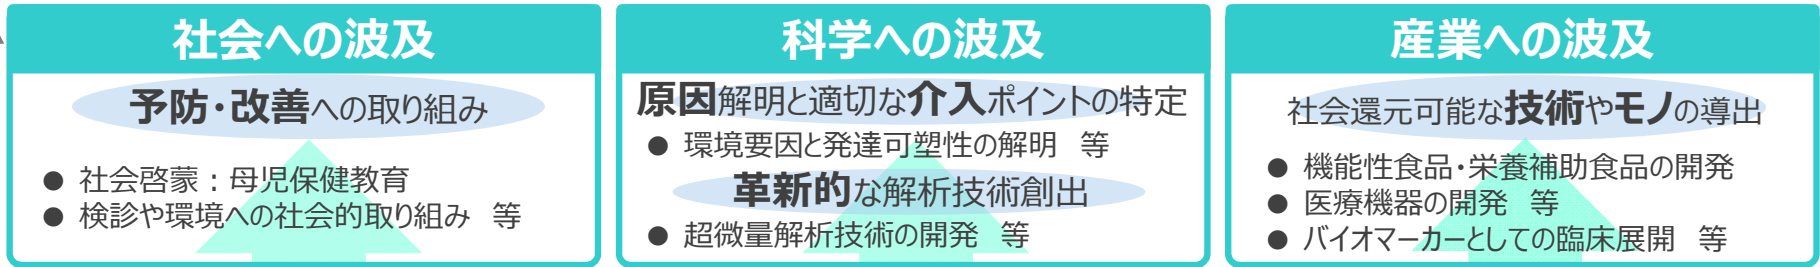 社会への波及
予防・改善への取り組み
● 社会啓蒙：母児保健教育
● 検診や環境への社会的取り組み　等
科学への波及
原因解明と適切な介入ポイントの特定
● 環境要因と発達可塑性の解明　等
革新的な解析技術創出
● 超微量解析技術の開発　等
産業への波及
社会還元可能な技術やモノの導出
● 機能性食品・栄養補助食品の開発
● 医療機器の開発　等
● バイオマーカーとしての臨床展開　等